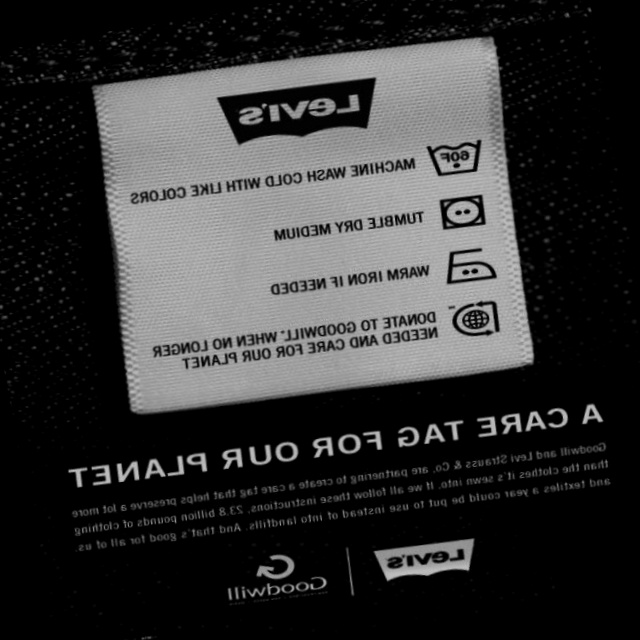 Levi's
MACHINE WASH COLD WITH LIKE COLORS
60F
TUMBLE DRY MEDIUM
WARM IRON IF NEEDED
DONATE TO GOODWILL™ WHEN NO LONGER
NEEDED AND CARE FOR OUR PLANET
A CARE TAG FOR OUR PLANET
Goodwill and Levi Strauss & Co. are partnering to create a care tag that helps preserve a lot more
than the clothes it's sewn into. If we all follow these instructions, 23.8 billion pounds of clothing
and textiles a year could be put to use instead of into landfills. And that's good for all of us
Levi's
Goodwill